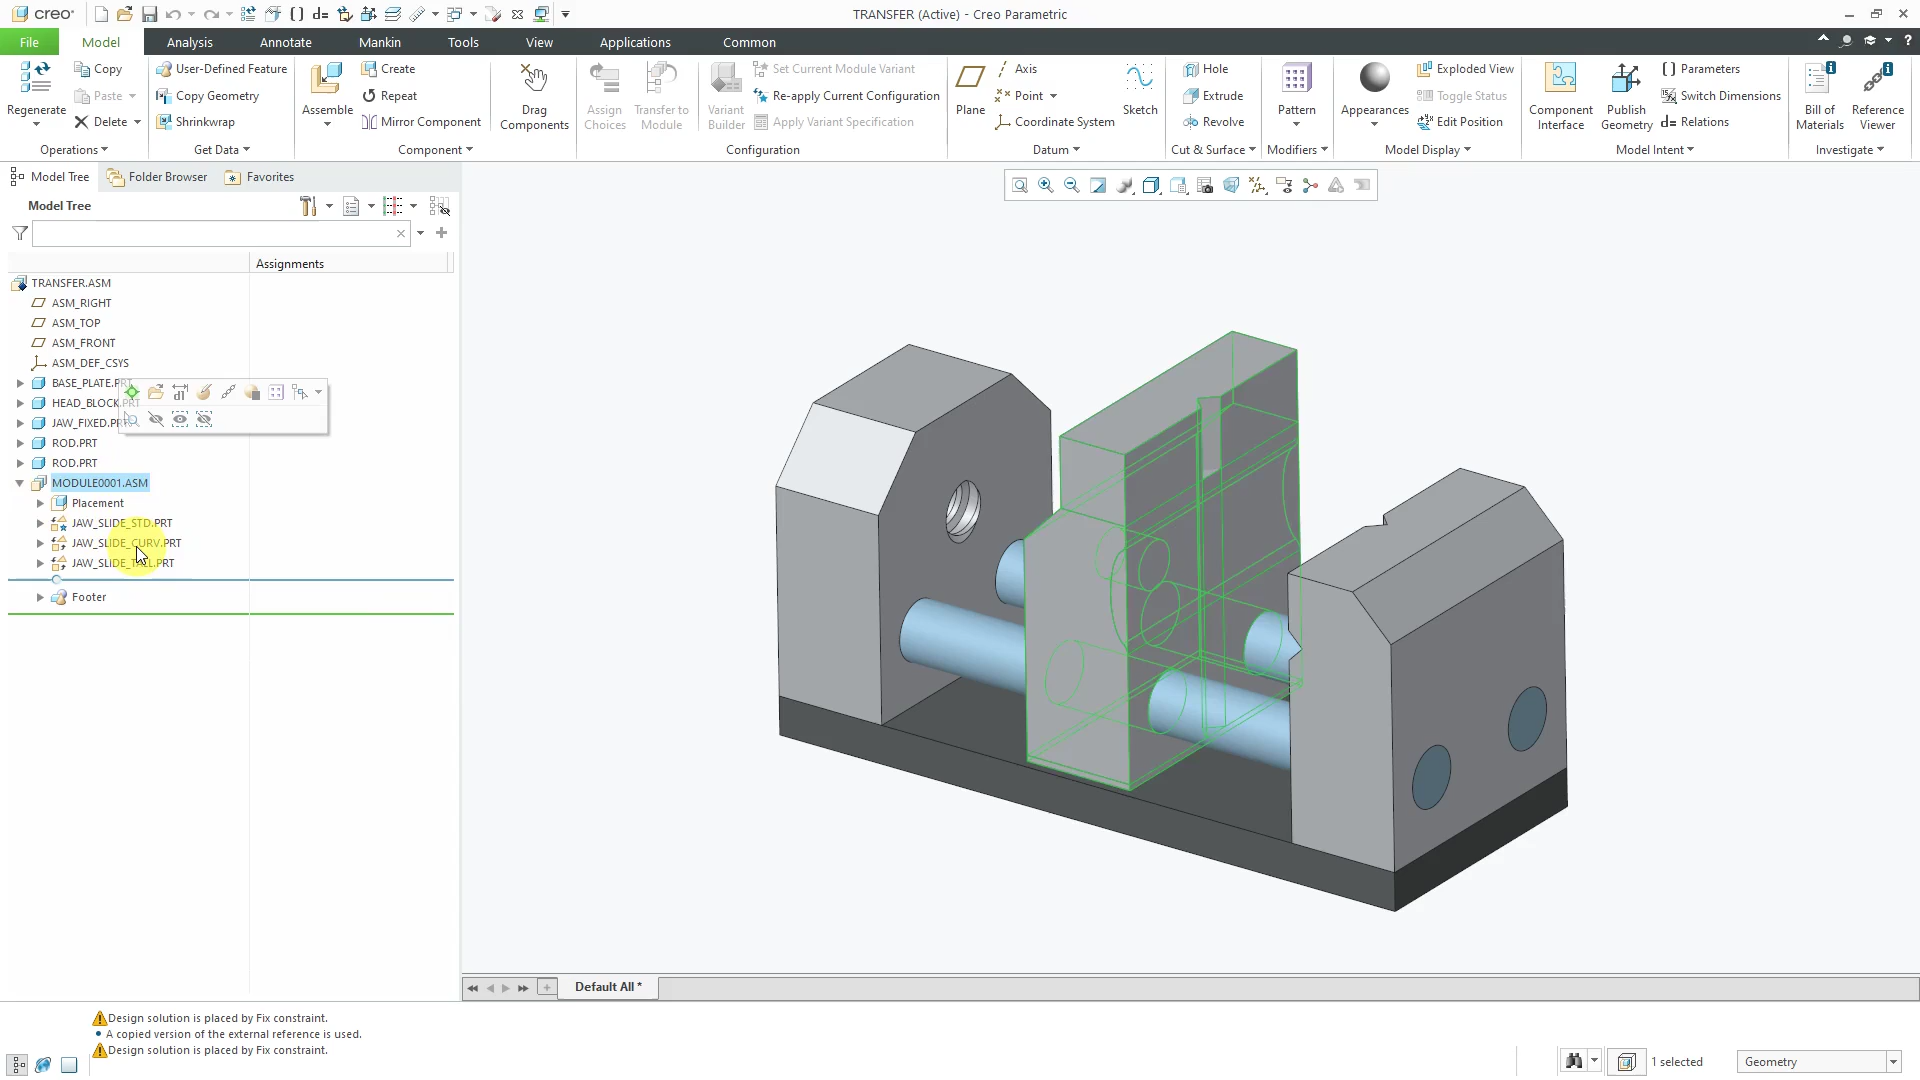 creo
TRANSFER (Active) - Creo Parametric
File Model Analysis Annotate Mankin Tools View Applications Common
Regenerate
Copy
Paste
Delete
Operations
User-Defined Feature
Copy Geometry
Shrinkwrap
Get Data
Assemble
Create
Repeat
Mirror Component
Component
Drag Components
Assign Choices
Transfer to Module
Variant Builder
Set Current Module Variant
Re-apply Current Configuration
Apply Variant Specification
Configuration
Plane
Axis
Point
Coordinate System
Sketch
Datum
Hole
Extrude
Revolve
Cut & Surface
Pattern
Modifiers
Appearances
Exploded View
Toggle Status
Edit Position
Model Display
Component Interface
Publish Geometry
Parameters
Switch Dimensions
Relations
Model Intent
Bill of Materials
Reference Viewer
Investigate
Model Tree Folder Browser Favorites
Model Tree
Assignments
TRANSFER.ASM
ASM_RIGHT
ASM_TOP
ASM_FRONT
ASM_DEF_CSYS
BASE_PLATE.PRT
HEAD_BLOCK.PRT
JAW_FIXED.PRT
ROD.PRT
ROD.PRT
MODULE0001.ASM
Placement
JAW_SLIDE_STD.PRT
JAW_SLIDE_CURV.PRT
JAW_SLIDE_TALL.PRT
Footer
Default All *
Design solution is placed by Fix constraint.
A copied version of the external reference is used.
Design solution is placed by Fix constraint.
1 selected
Geometry